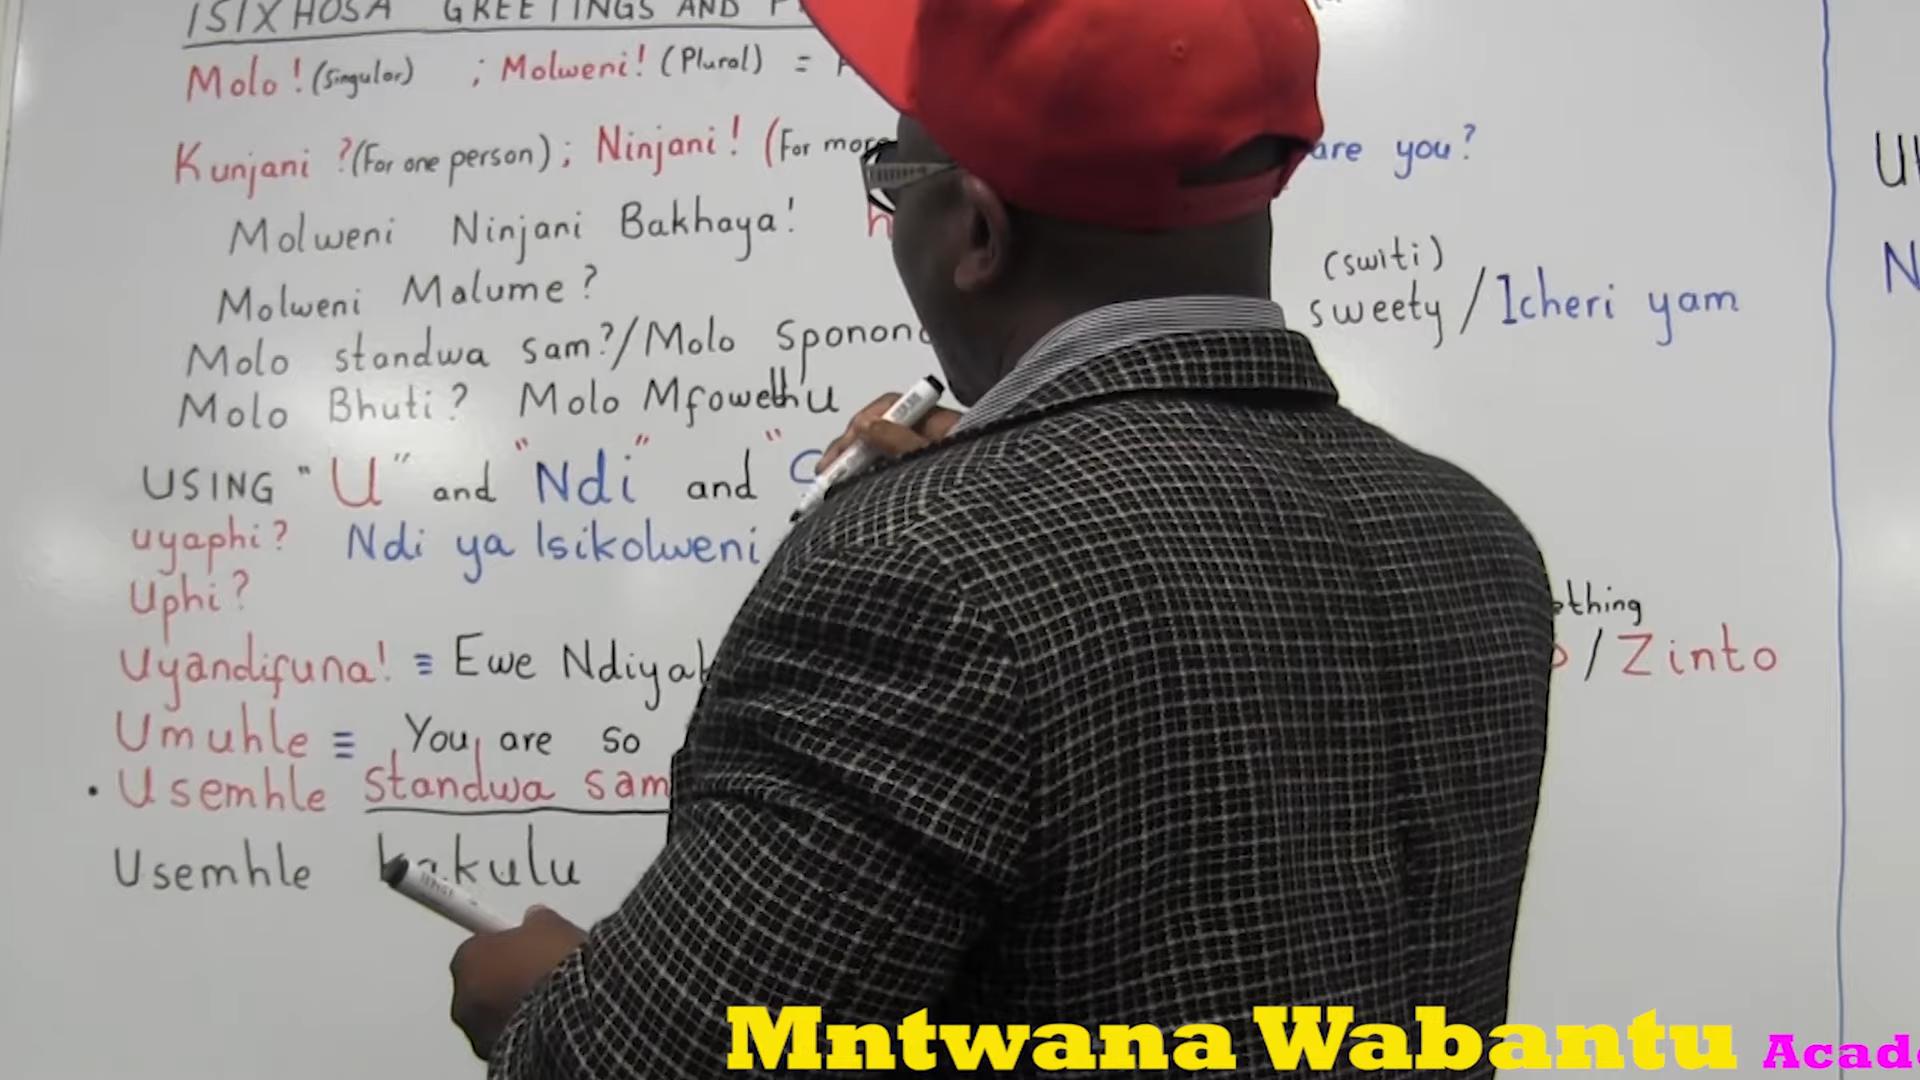 ISIXHOSA GREETINGS AND
Molo! (Singular) ; Molweni! (Plural) =
Kunjani ? (For one person) ; Ninjani! (For more are you?
Molweni Ninjani Bakhaya!
Molweni Malume?
(switi)
Molo standwa sam?/Molo Sponono sweety / Icheri yam
Molo Bhuti? Molo Mfowethu
USING "U" and "Ndi" and "
uyaphi? Ndi ya Isikolweni
Uphi?
thing
Uyandifuna! ≡ Ewe / Zinto
Umuhle ≡ You are so
. Usemhle standwa sam
Usemhle kakulu
Mntwana Wabantu